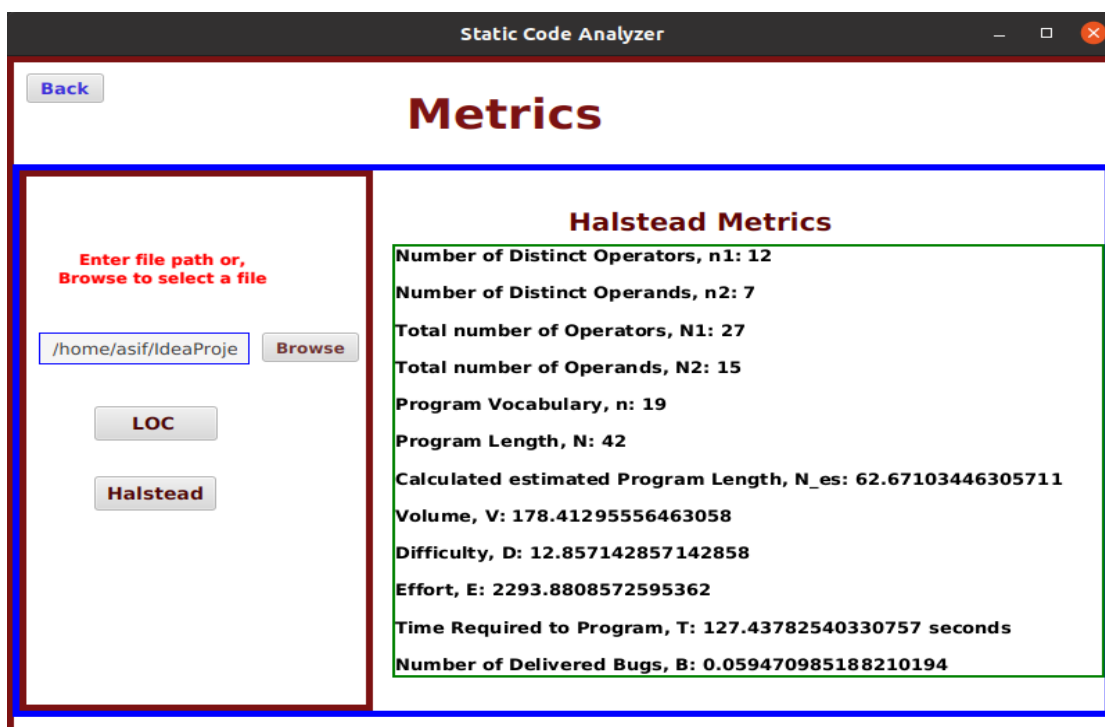 Static Code Analyzer
Back
Metrics
Enter file path or,
Browse to select a file
/home/asif/IdeaProje
Browse
LOC
Halstead
Halstead Metrics
Number of Distinct Operators, n1: 12
Number of Distinct Operands, n2: 7
Total number of Operators, N1: 27
Total number of Operands, N2: 15
Program Vocabulary, n: 19
Program Length, N: 42
Calculated estimated Program Length, N_es: 62.67103446305711
Volume, V: 178.41295556463058
Difficulty, D: 12.857142857142858
Effort, E: 2293.8808572595362
Time Required to Program, T: 127.43782540330757 seconds
Number of Delivered Bugs, B: 0.059470985188210194